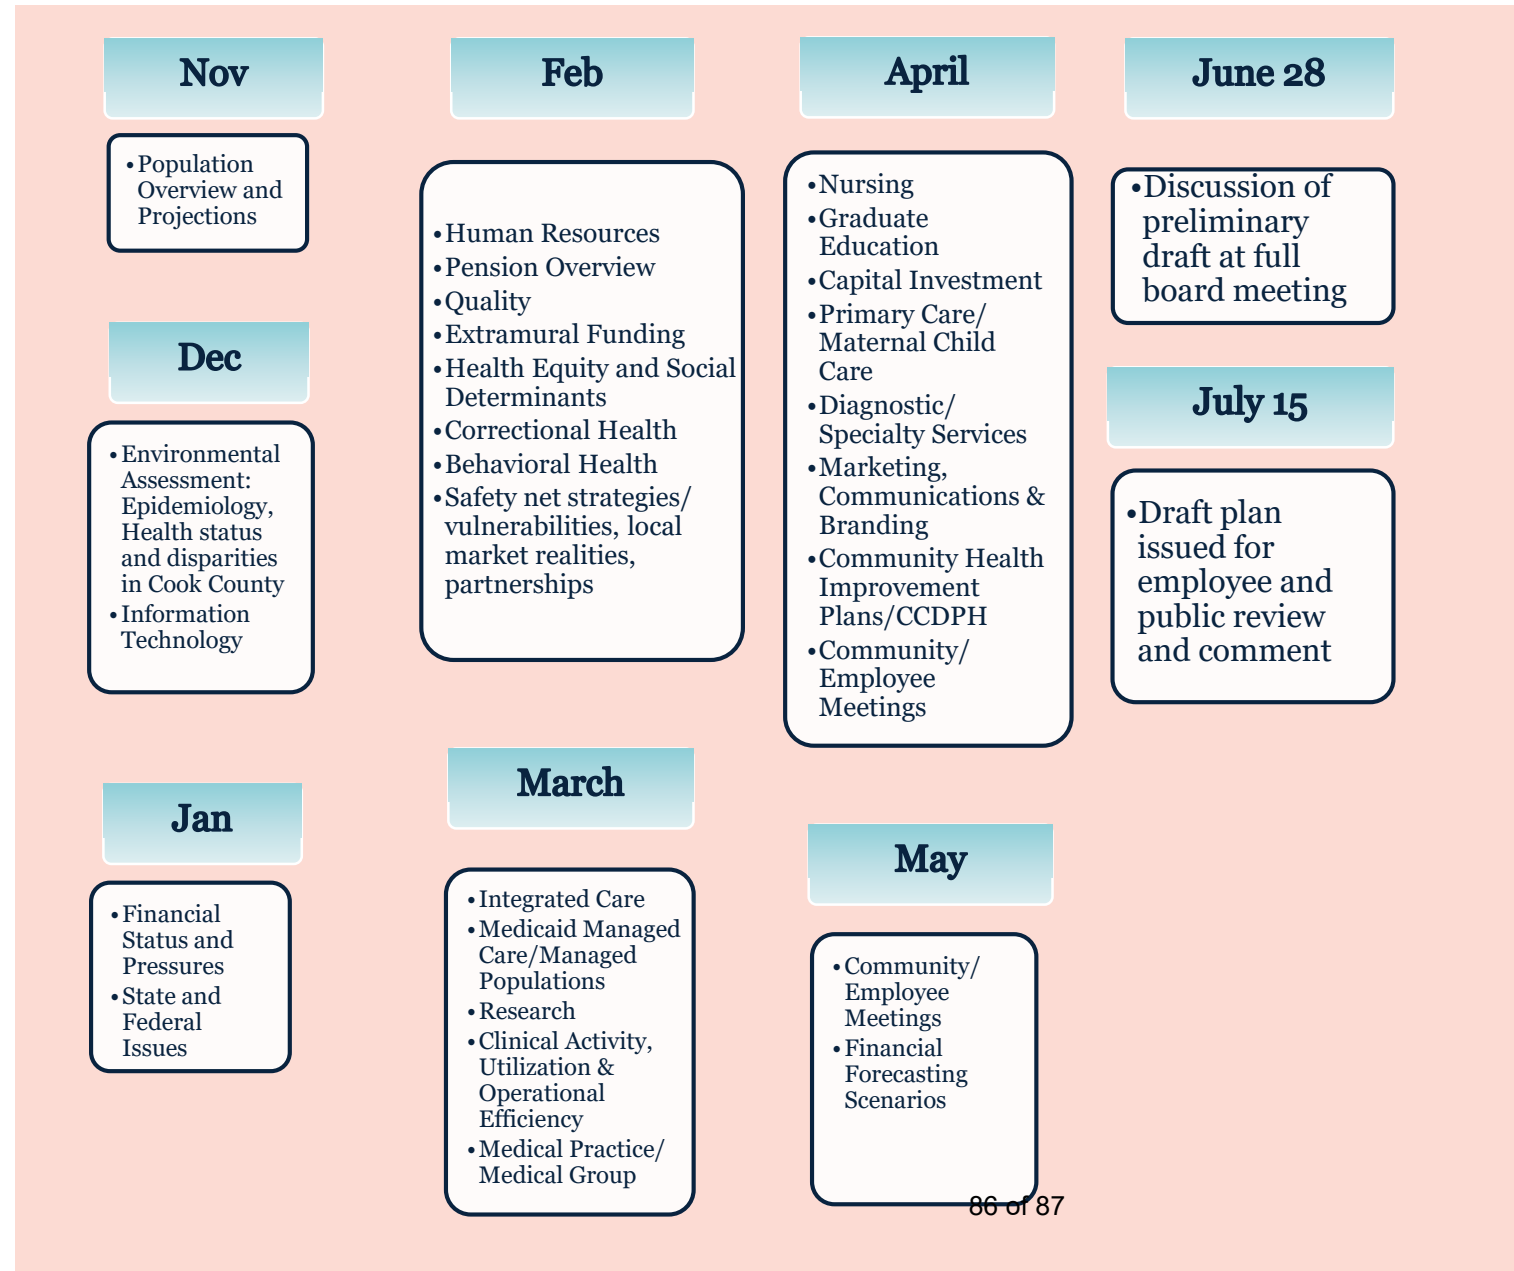 Nov
• Population
Overview and
Projections
Dec
• Environmental
Assessment:
Epidemiology,
Health status
and disparities
in Cook County
• Information
Technology
Jan
• Financial
Status and
Pressures
• State and
Federal
Issues
Feb
• Human Resources
• Pension Overview
• Quality
• Extramural Funding
• Health Equity and Social
Determinants
• Correctional Health
• Behavioral Health
• Safety net strategies/
vulnerabilities, local
market realities,
partnerships
March
• Integrated Care
• Medicaid Managed
Care/Managed
Populations
• Research
• Clinical Activity,
Utilization &
Operational
Efficiency
• Medical Practice/
Medical Group
April
• Nursing
• Graduate
Education
• Capital Investment
• Primary Care/
Maternal Child
Care
• Diagnostic/
Specialty Services
• Marketing,
Communications &
Branding
• Community Health
Improvement
Plans/CCDPH
• Community/
Employee
Meetings
May
• Community/
Employee
Meetings
• Financial
Forecasting
Scenarios
June 28
• Discussion of
preliminary
draft at full
board meeting
July 15
• Draft plan
issued for
employee and
public review
and comment
86 of 87